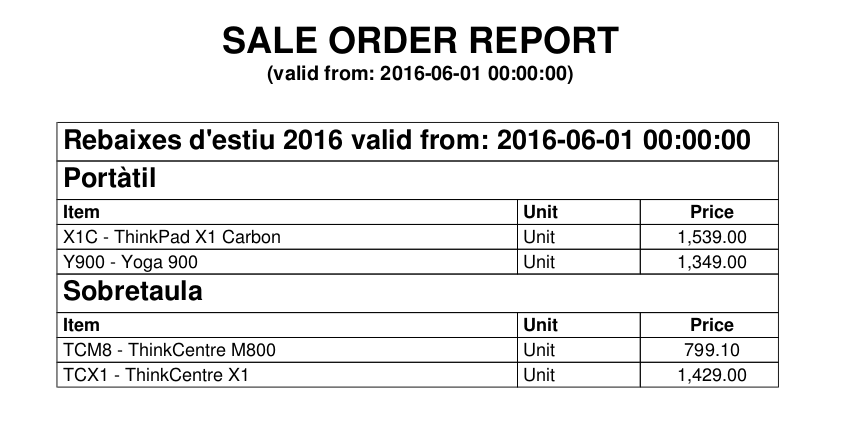 SALE ORDER REPORT
(valid from: 2016-06-01 00:00:00)
Rebaixes d'estiu 2016 valid from: 2016-06-01 00:00:00
Portàtil
Item Unit Price
X1C - ThinkPad X1 Carbon Unit 1,539.00
Y900 - Yoga 900 Unit 1,349.00
Sobretaula
Item Unit Price
TCM8 - ThinkCentre M800 Unit 799.10
TCX1 - ThinkCentre X1 Unit 1,429.00